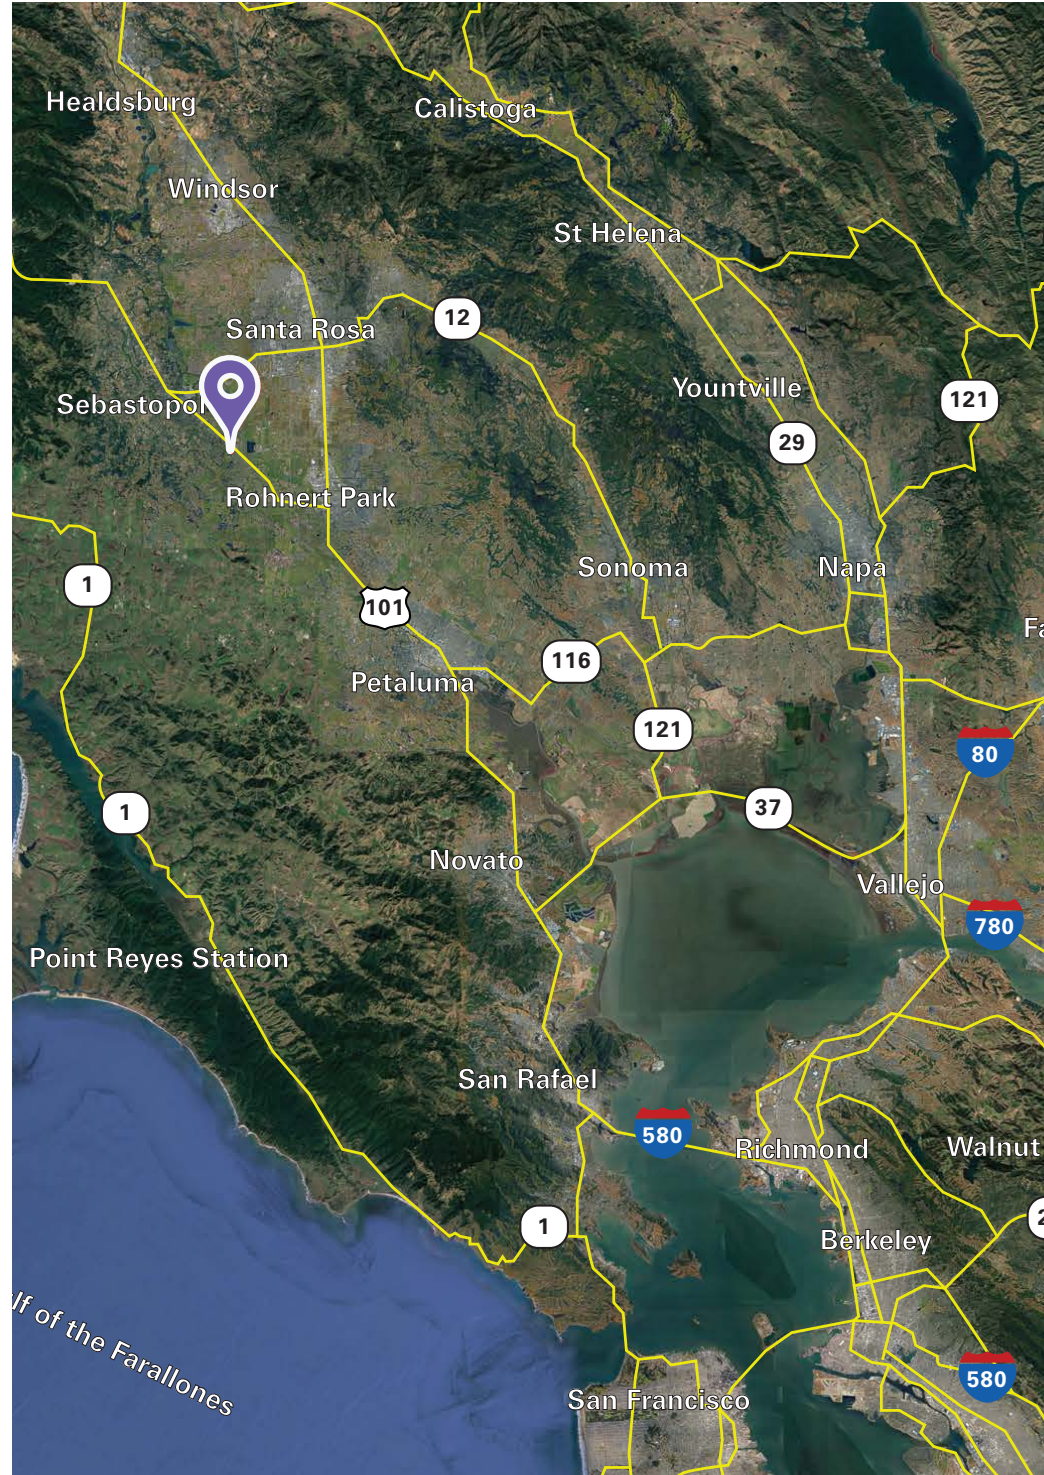 Healdsburg
Calistoga
Windsor
St Helena
12
Santa Rosa
Yountville
121
Sebastopol
29
Rohnert Park
Sonoma
Napa
1
101
116
Petaluma
121
80
37
1
Novato
Vallejo
780
Point Reyes Station
San Rafael
580
Richmond
Walnut
1
Berkeley
lf of the Farallones
580
San Francisco